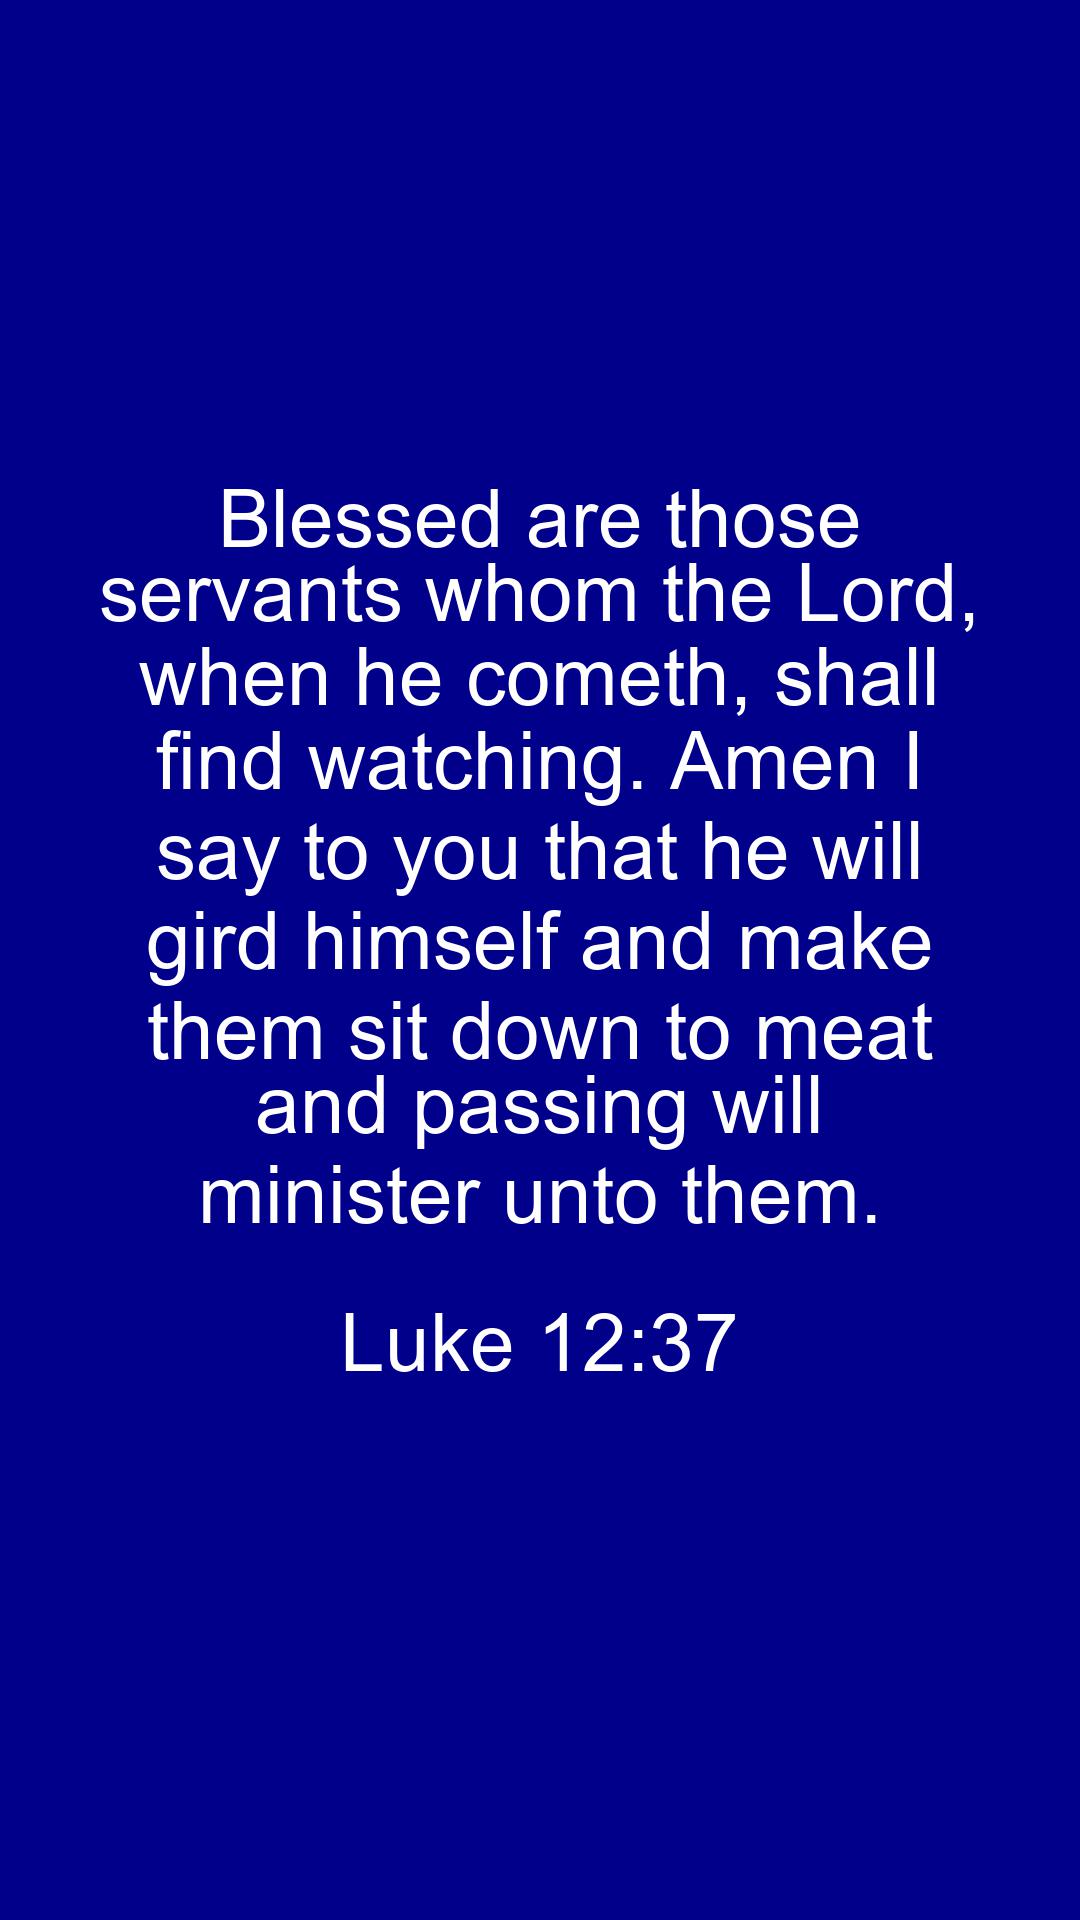 Blessed are those
servants whom the Lord,
when he cometh, shall
find watching. Amen I
say to you that he will
gird himself and make
them sit down to meat
and passing will
minister unto them.
Luke 12:37